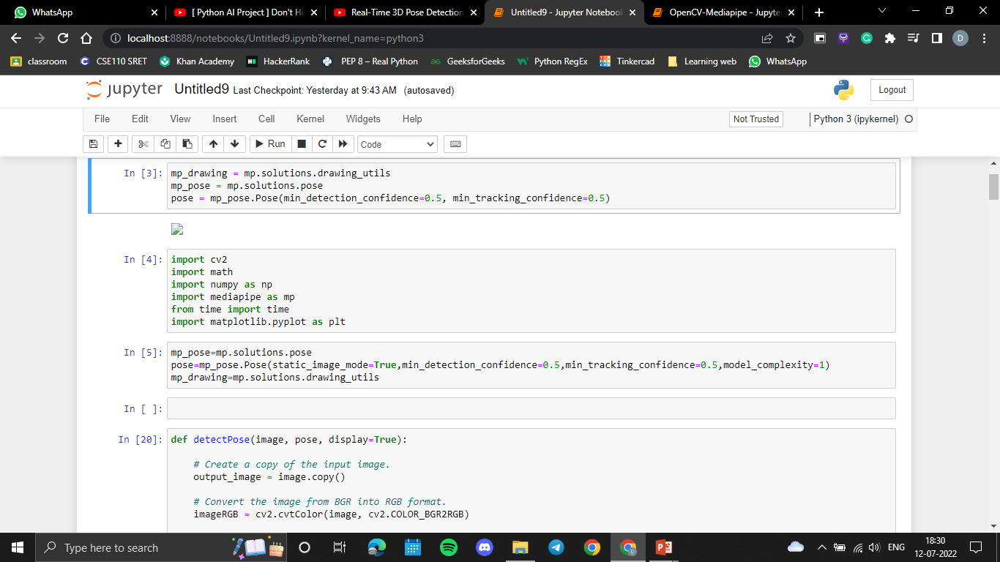 WhatsApp
[ Python AI Project ] Don't Hi
Real-Time 3D Pose Detection
Untitled9 - Jupyter Notebook
OpenCV-Mediapipe - Jupyte
localhost:8888/notebooks/Untitled9.ipynb?kernel_name=python3
D
classroom
CSE110 SRET
Khan Academy
HackerRank
PEP 8 – Real Python
GeeksforGeeks
Python RegEx
Tinkercad
Learning web
WhatsApp
jupyter Untitled9 Last Checkpoint: Yesterday at 9:43 AM (autosaved)
Logout
File Edit View Insert Cell Kernel Widgets Help
Not Trusted
Python 3 (ipykernel)
Run
Code
In [3]:
mp_drawing = mp.solutions.drawing_utils
mp_pose = mp.solutions.pose
pose = mp_pose.Pose(min_detection_confidence=0.5, min_tracking_confidence=0.5)
In [4]:
import cv2
import math
import numpy as np
import mediapipe as mp
from time import time
import matplotlib.pyplot as plt
In [5]:
mp_pose=mp.solutions.pose
pose=mp_pose.Pose(static_image_mode=True,min_detection_confidence=0.5,min_tracking_confidence=0.5,model_complexity=1)
mp_drawing=mp.solutions.drawing_utils
In [ ]:
In [20]:
def detectPose(image, pose, display=True):
# Create a copy of the input image.
output_image = image.copy()
# Convert the image from BGR into RGB format.
imageRGB = cv2.cvtColor(image, cv2.COLOR_BGR2RGB)
Type here to search
ENG
18:30
12-07-2022